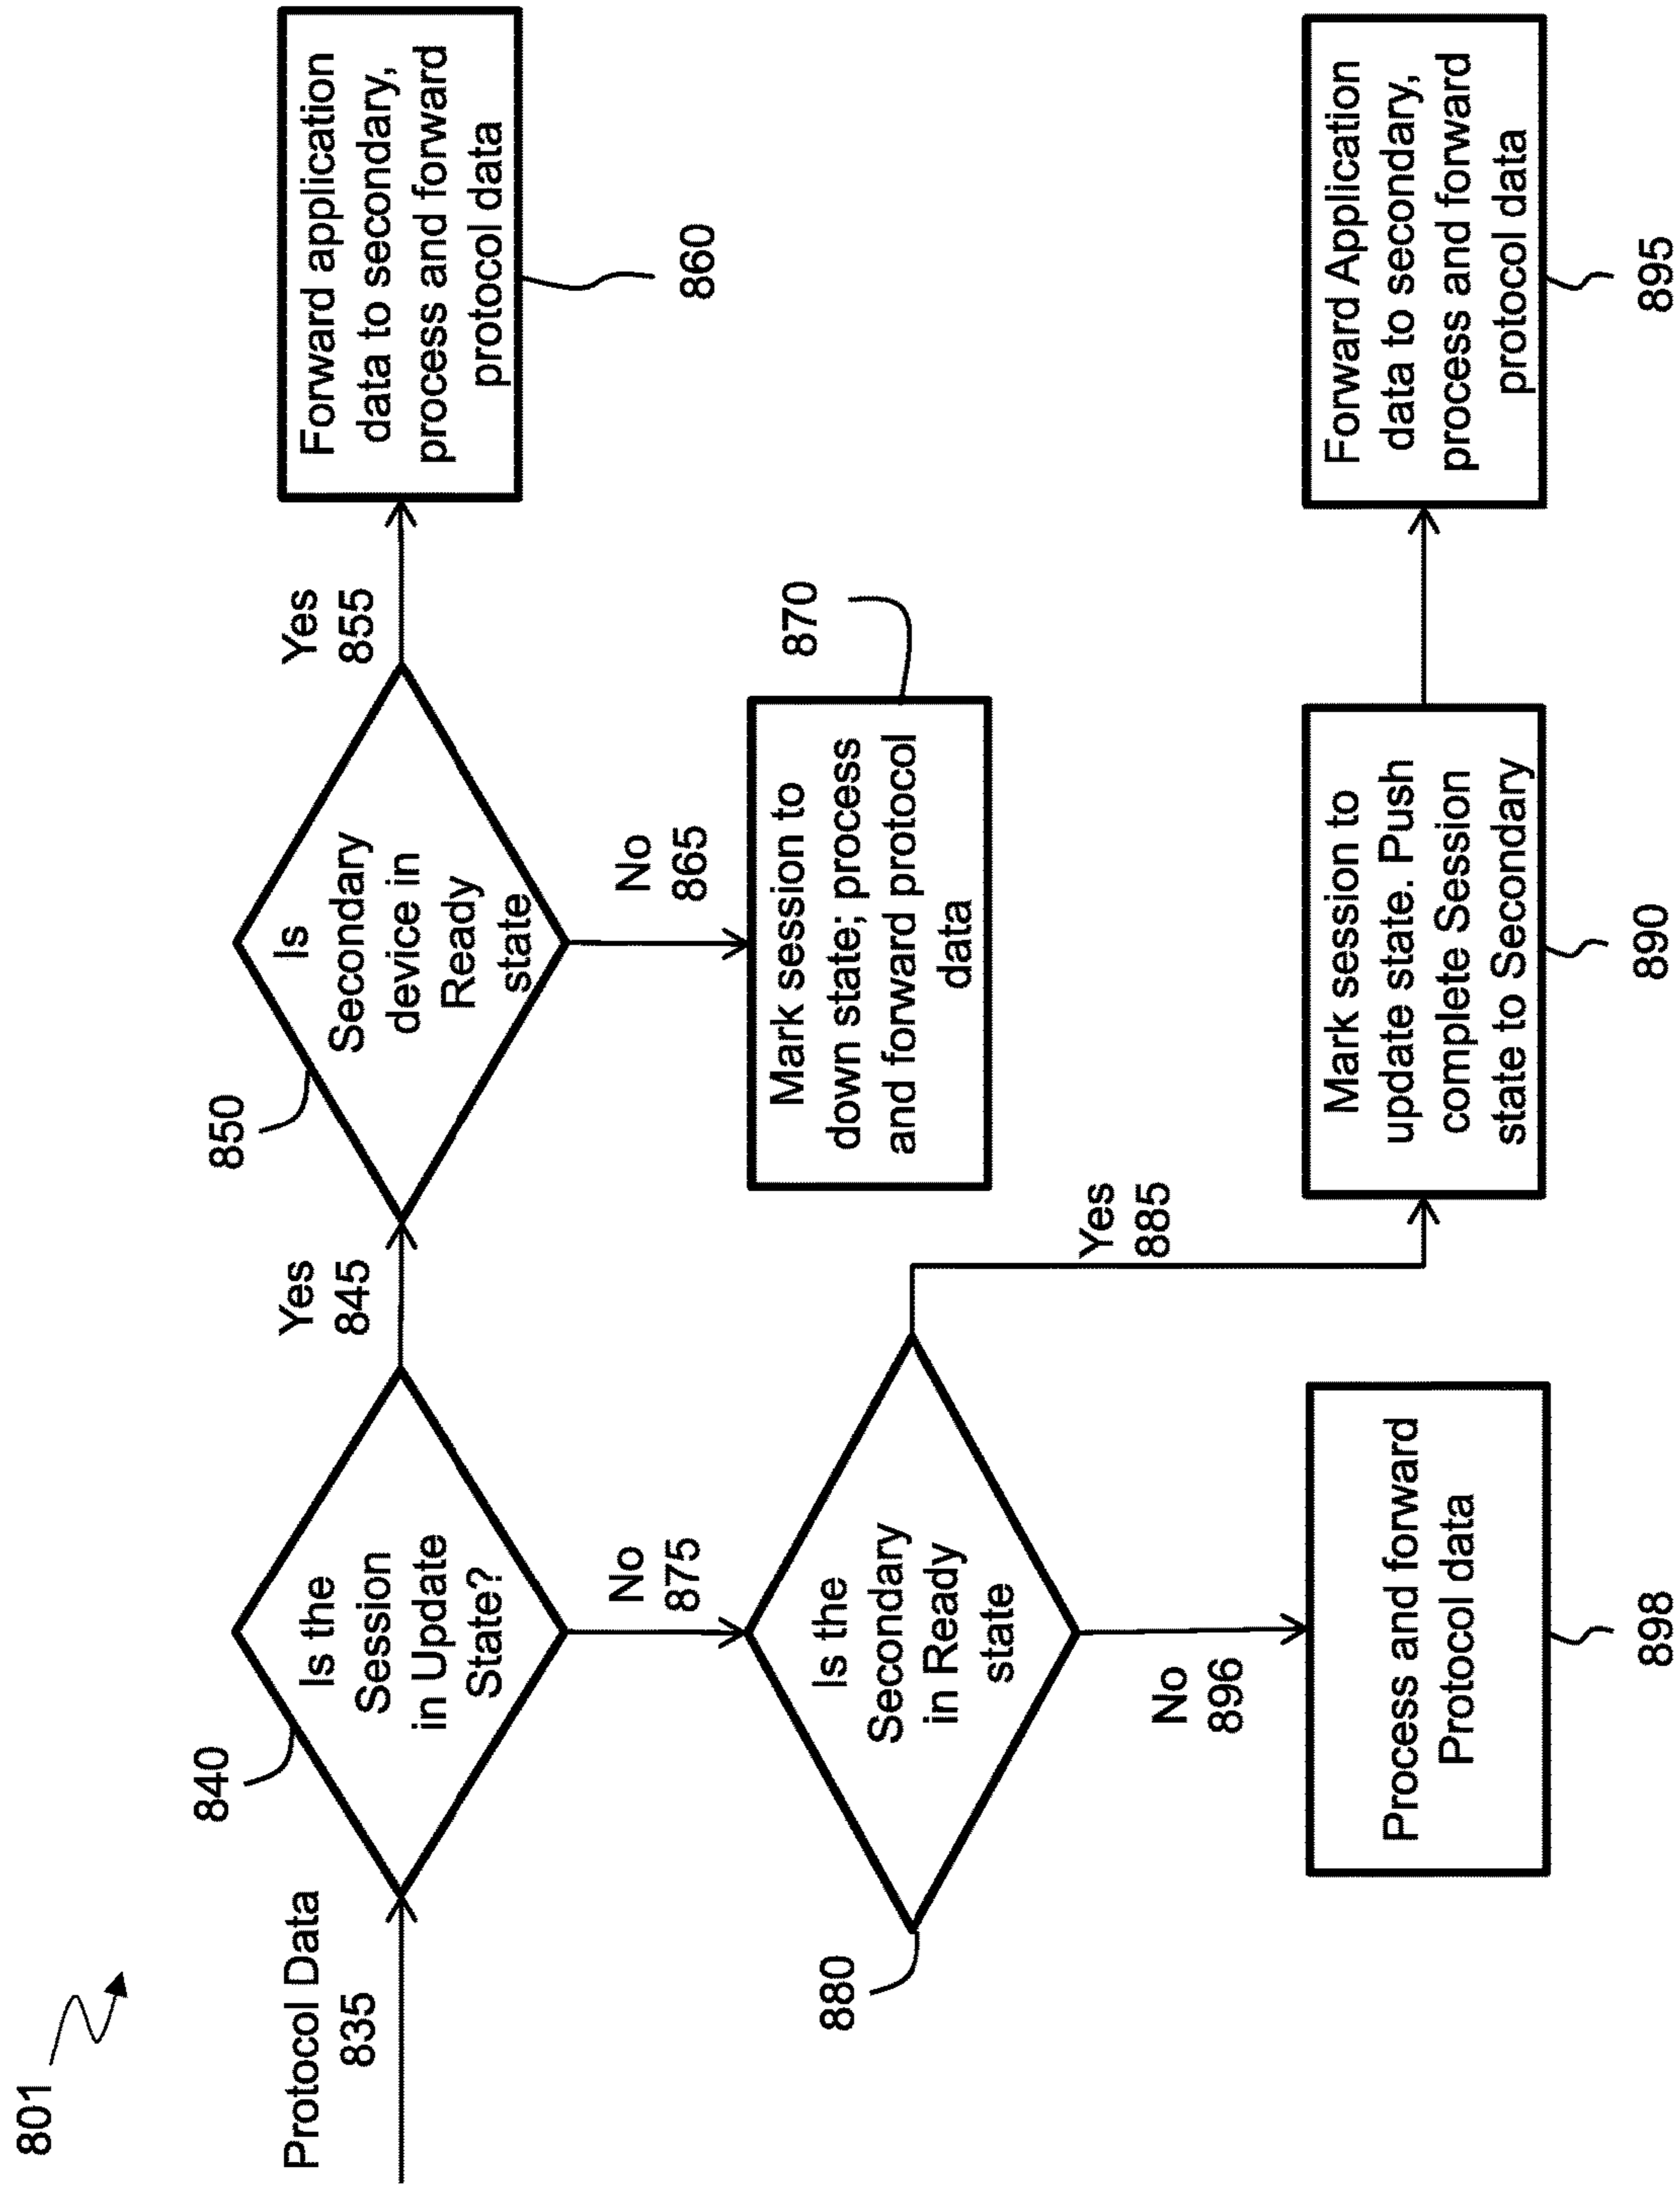 801
Protocol Data
835
840
Is the
Session
in Update
State?
Yes
845
850
Is
Secondary
device in
Ready
state
Yes
855
Forward application
data to secondary,
process and forward
protocol data
860
No
865
Mark session to
down state; process
and forward protocol
data
870
No
875
880
Is the
Secondary
in Ready
state
Yes
885
Mark session to
update state. Push
complete Session
state to Secondary
890
Forward Application
data to secondary,
process and forward
protocol data
895
No
896
Process and forward
Protocol data
898